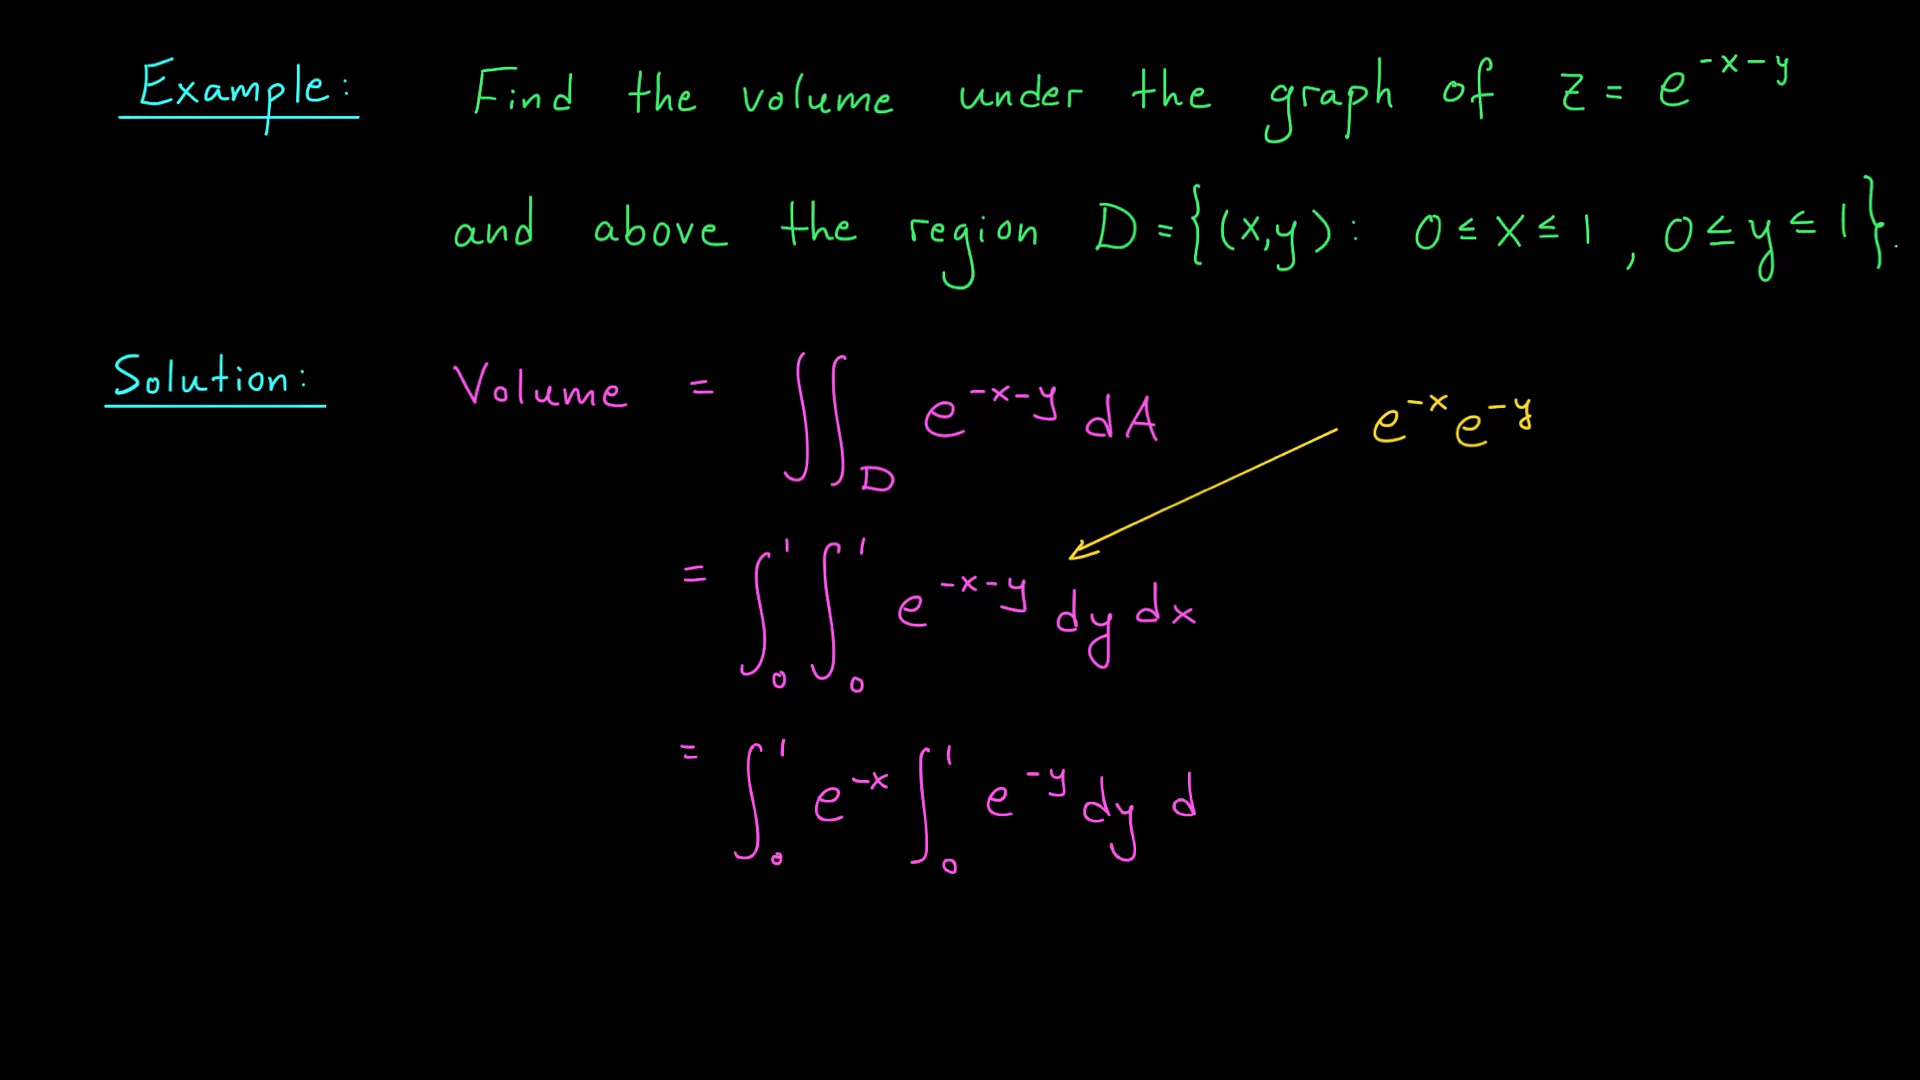 Example: Find the volume under the graph of z = e^{-x-y}
and above the region D = {(x,y): 0 ≤ x ≤ 1, 0 ≤ y ≤ 1}.
Solution: Volume = ∬_D e^{-x-y} dA
e^{-x} e^{-y}
= ∫_0^1 ∫_0^1 e^{-x-y} dy dx
= ∫_0^1 e^{-x} ∫_0^1 e^{-y} dy d